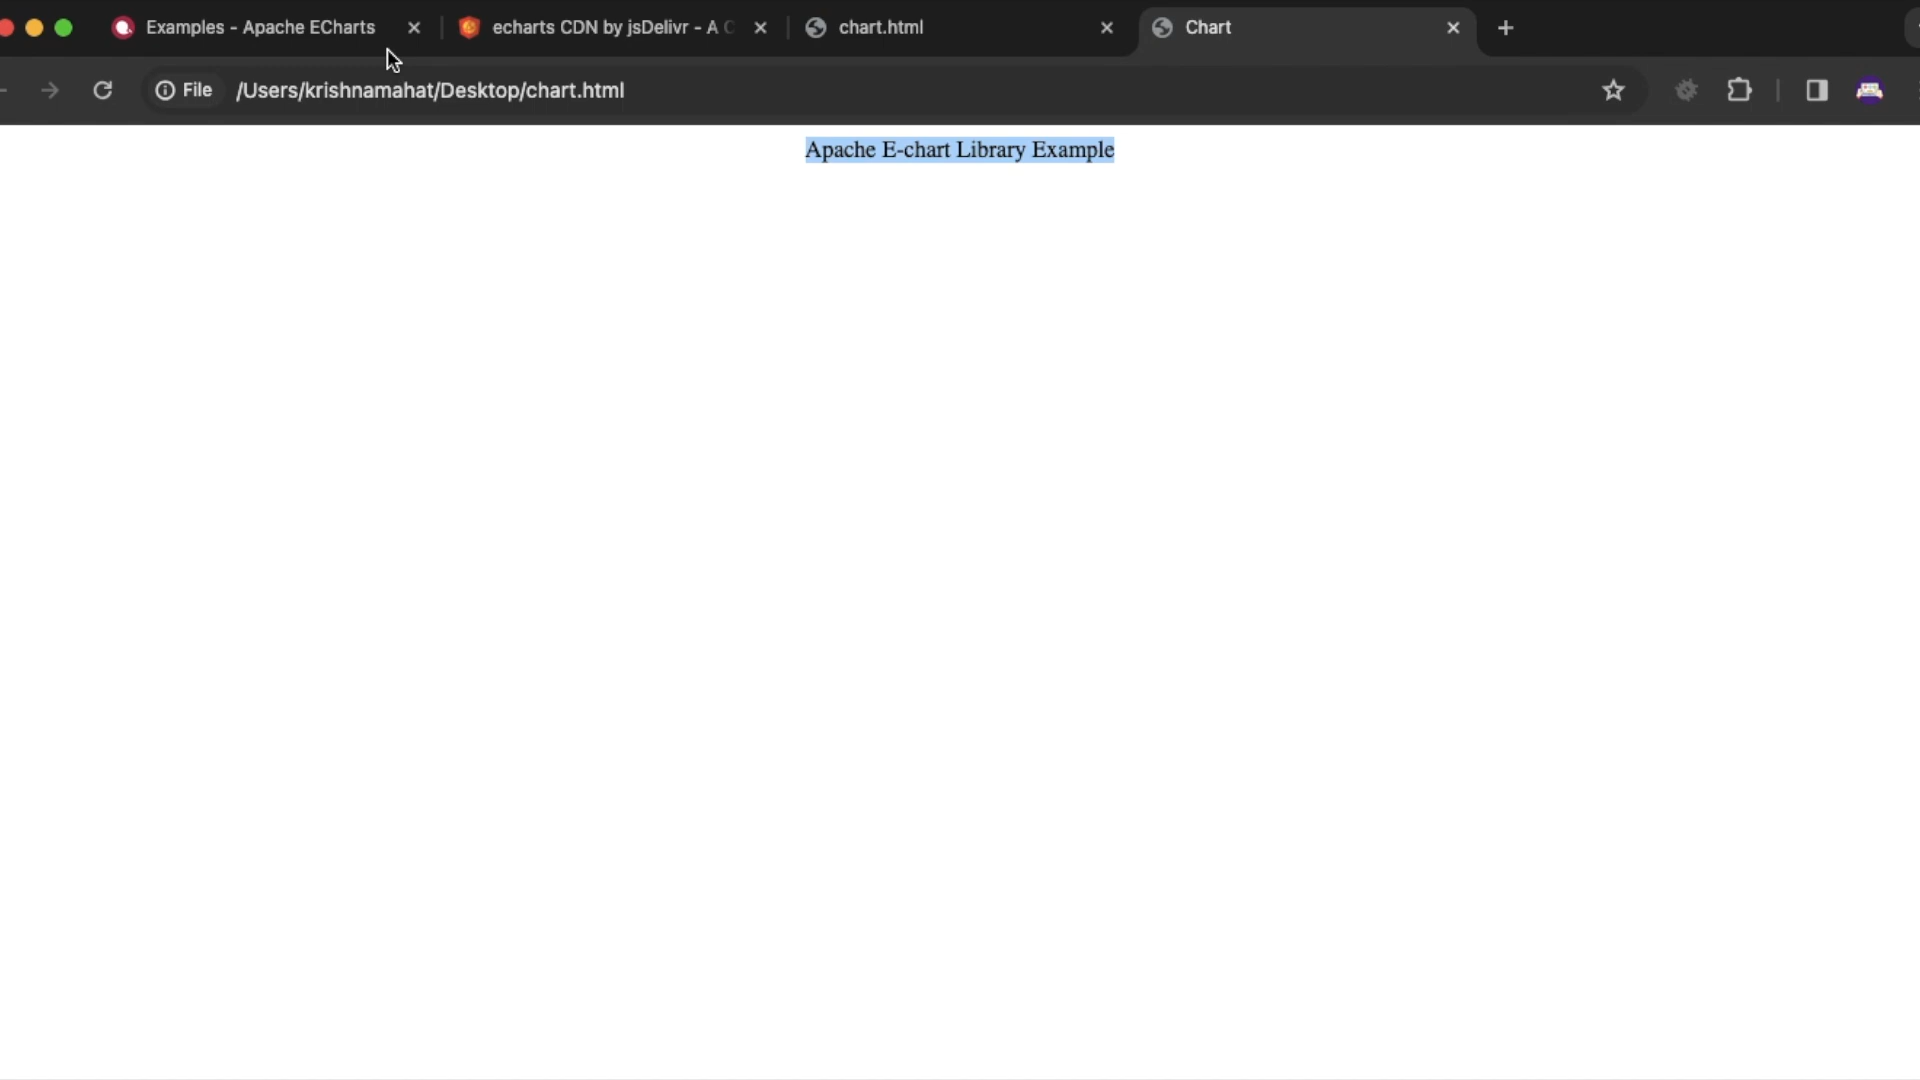 Examples - Apache ECharts
echarts CDN by jsDelivr - A C
chart.html
Chart
File
/Users/krishnamahat/Desktop/chart.html
Apache E-chart Library Example